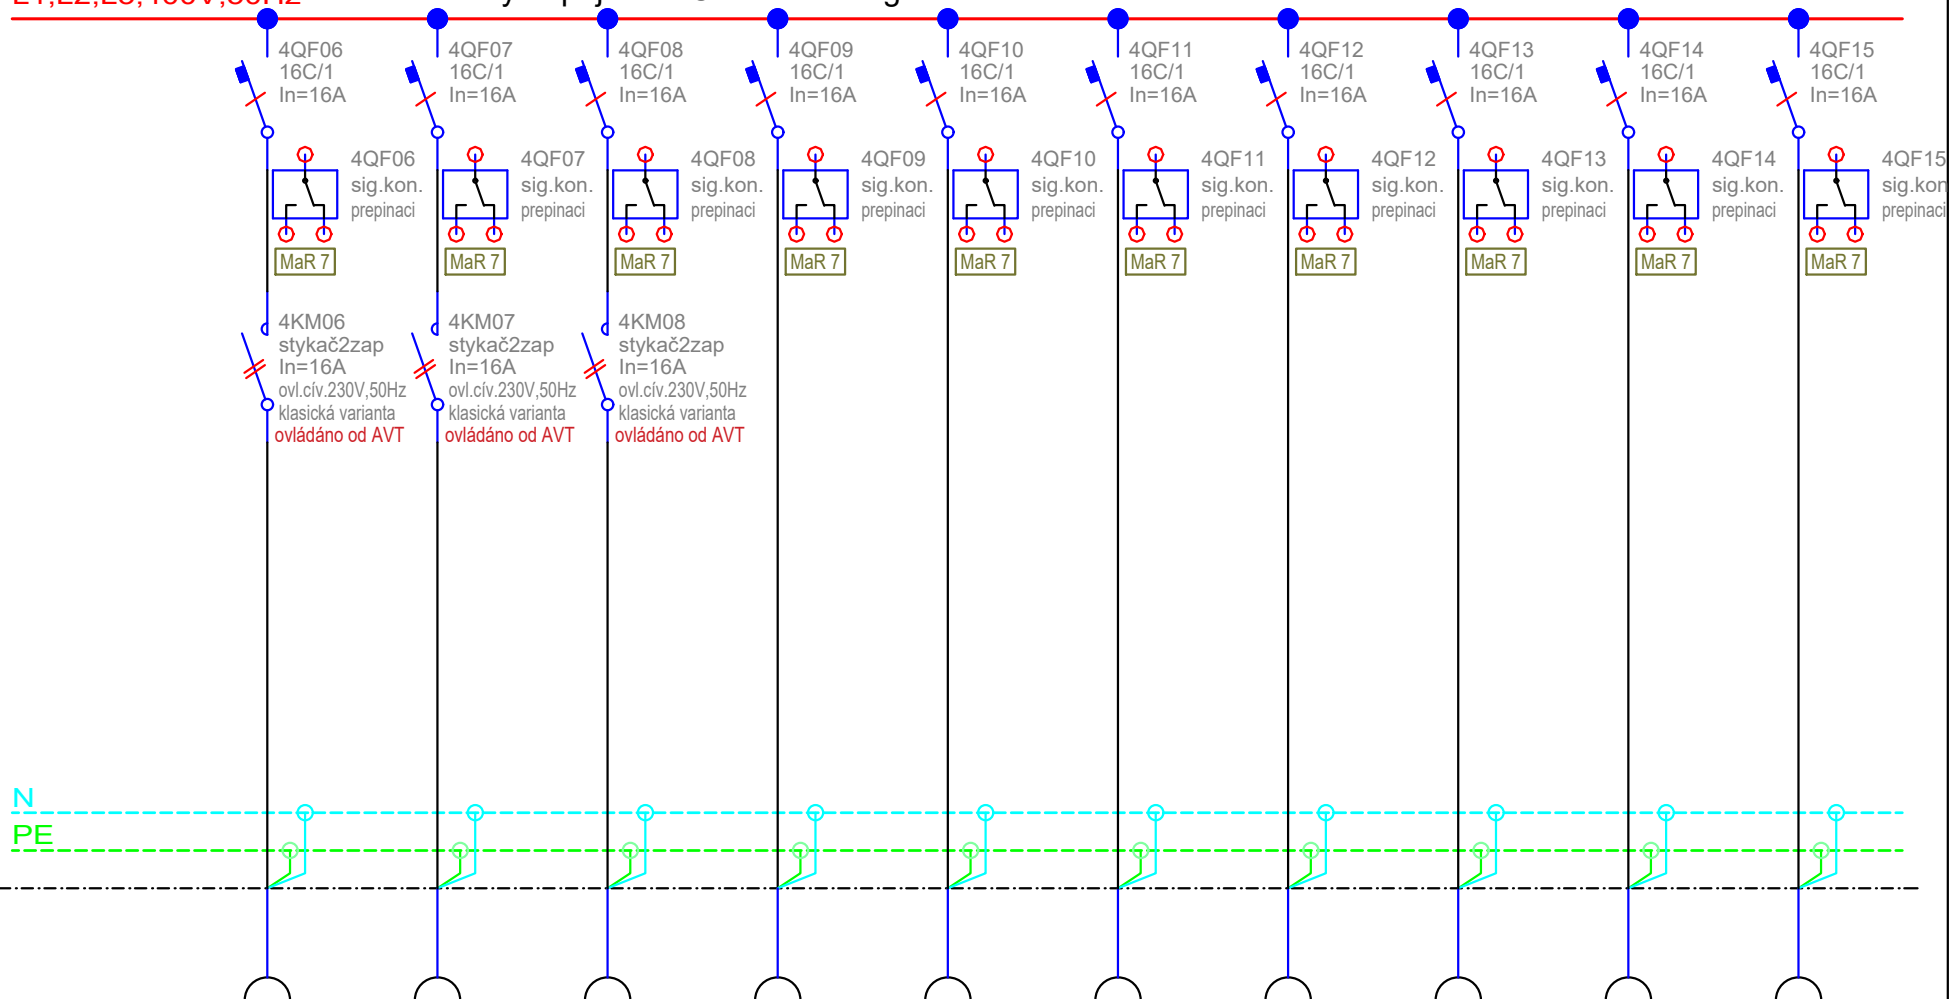 4QF06
16C/1
In=16A
4QF07
16C/1
In=16A
4QF08
16C/1
In=16A
4QF09
16C/1
In=16A
4QF10
16C/1
In=16A
4QF11
16C/1
In=16A
4QF12
16C/1
In=16A
4QF13
16C/1
In=16A
4QF14
16C/1
In=16A
4QF15
16C/1
In=16A
4QF06
sig.kon.
prepinaci
MaR 7
4QF07
sig.kon.
prepinaci
MaR 7
4QF08
sig.kon.
prepinaci
MaR 7
4QF09
sig.kon.
prepinaci
MaR 7
4QF10
sig.kon.
prepinaci
MaR 7
4QF11
sig.kon.
prepinaci
MaR 7
4QF12
sig.kon.
prepinaci
MaR 7
4QF13
sig.kon.
prepinaci
MaR 7
4QF14
sig.kon.
prepinaci
MaR 7
4QF15
sig.kon
prepinaci
MaR 7
4KM06
stykač2zap
In=16A
ovl.cív.230V,50Hz
klasická varianta
ovládáno od AVT
4KM07
stykač2zap
In=16A
ovl.cív.230V,50Hz
klasická varianta
ovládáno od AVT
4KM08
stykač2zap
In=16A
ovl.cív.230V,50Hz
klasická varianta
ovládáno od AVT
N
PE